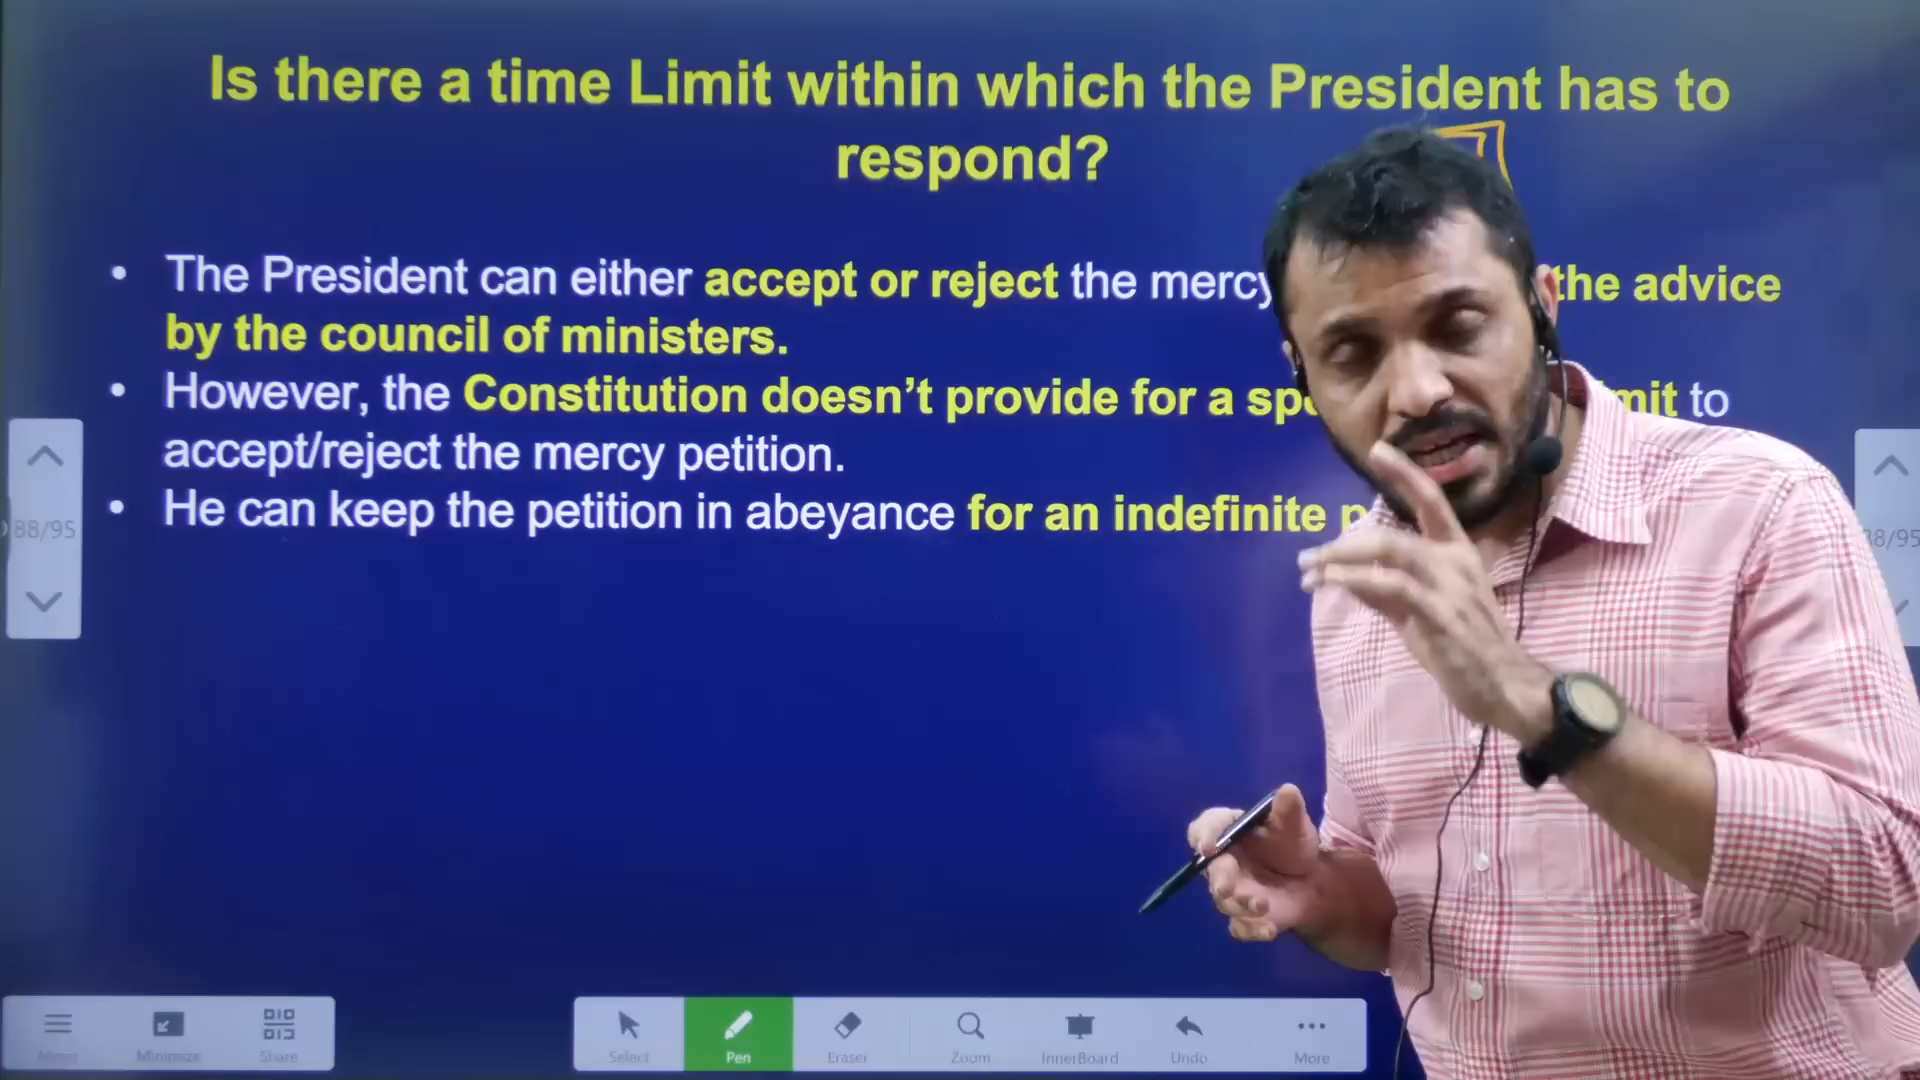 Is there a time Limit within which the President has to
respond?
• The President can either accept or reject the mercy the advice
by the council of ministers.
• However, the Constitution doesn’t provide for a mit to
accept/reject the mercy petition.
• He can keep the petition in abeyance for an indefinite
88/95
Minimize
Share
Select
Pen
Eraser
Zoom
InnerBoard
Undo
More